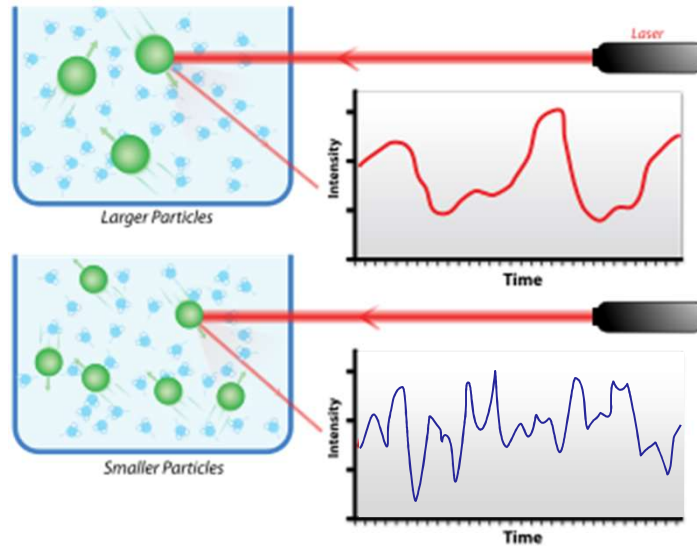 Laser
Intensity
Time
Larger Particles
Intensity
Time
Smaller Particles